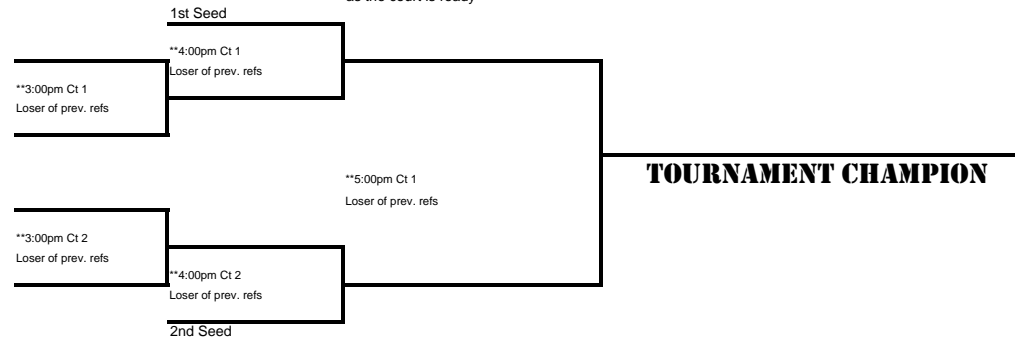 1st Seed
**4:00pm Ct 1
Loser of prev. refs
**3:00pm Ct 1
Loser of prev. refs
**5:00pm Ct 1
Loser of prev. refs
TOURNAMENT CHAMPION
**3:00pm Ct 2
Loser of prev. refs
**4:00pm Ct 2
Loser of prev. refs
2nd Seed